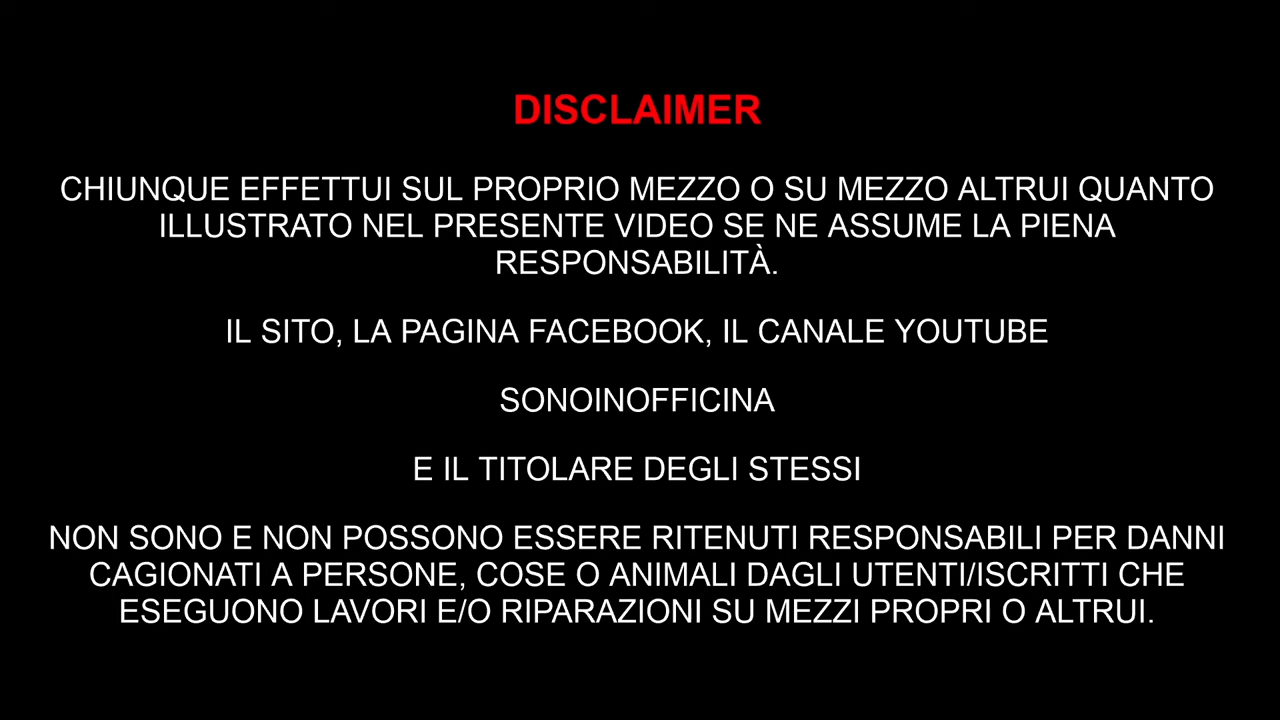 DISCLAIMER
CHIUNQUE EFFETTUI SUL PROPRIO MEZZO O SU MEZZO ALTRUI QUANTO
ILLUSTRATO NEL PRESENTE VIDEO SE NE ASSUME LA PIENA
RESPONSABILITÀ.
IL SITO, LA PAGINA FACEBOOK, IL CANALE YOUTUBE
SONOINOFFICINA
E IL TITOLARE DEGLI STESSI
NON SONO E NON POSSONO ESSERE RITENUTI RESPONSABILI PER DANNI
CAGIONATI A PERSONE, COSE O ANIMALI DAGLI UTENTI/ISCRITTI CHE
ESEGUONO LAVORI E/O RIPARAZIONI SU MEZZI PROPRI O ALTRUI.